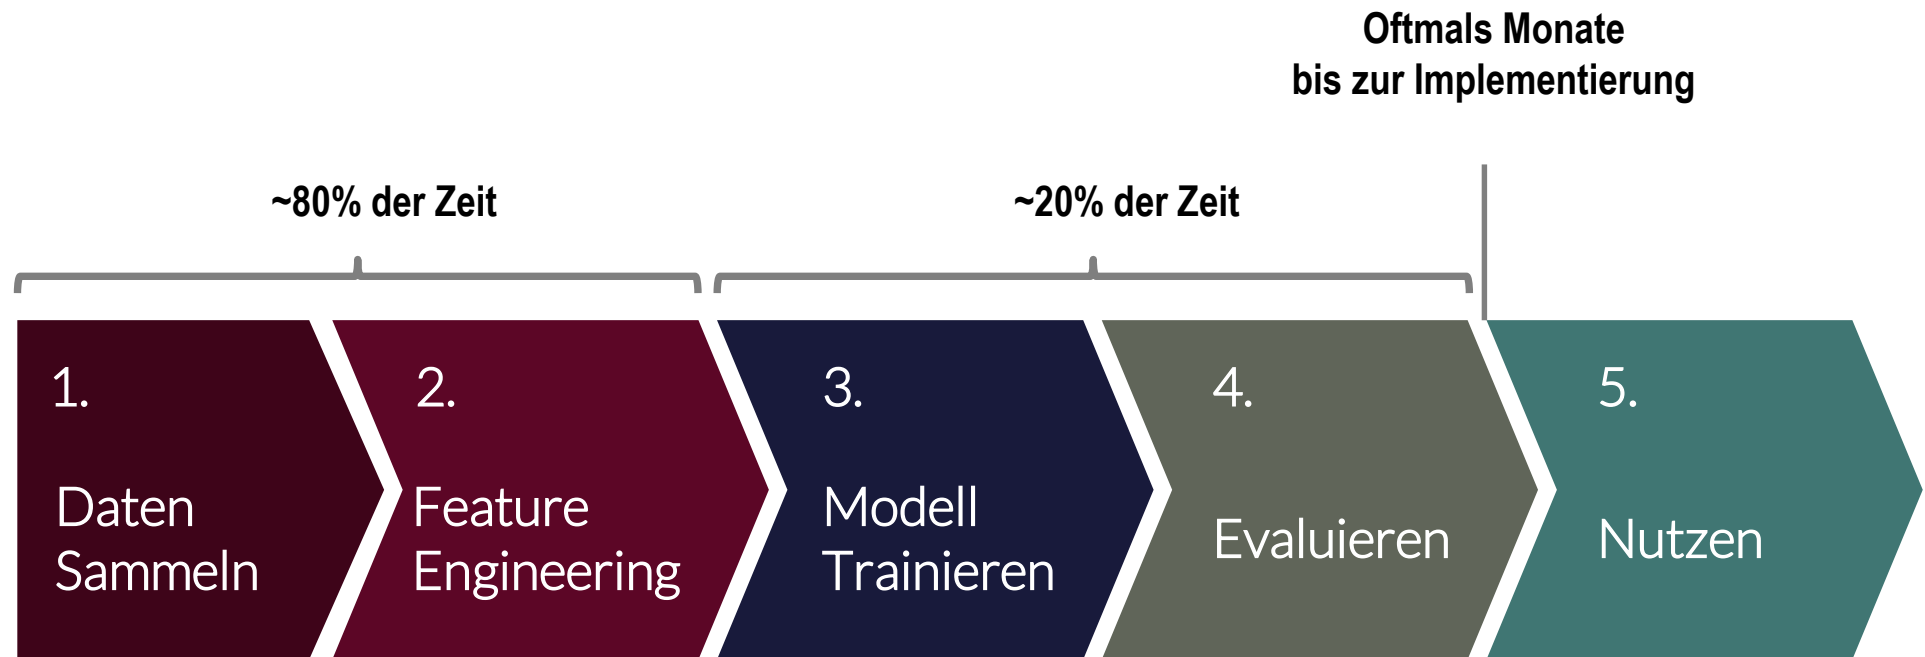 Oftmals Monate
bis zur Implementierung
~80% der Zeit
~20% der Zeit
1.
Daten
Sammeln
2.
Feature
Engineering
3.
Modell
Trainieren
4.
Evaluieren
5.
Nutzen